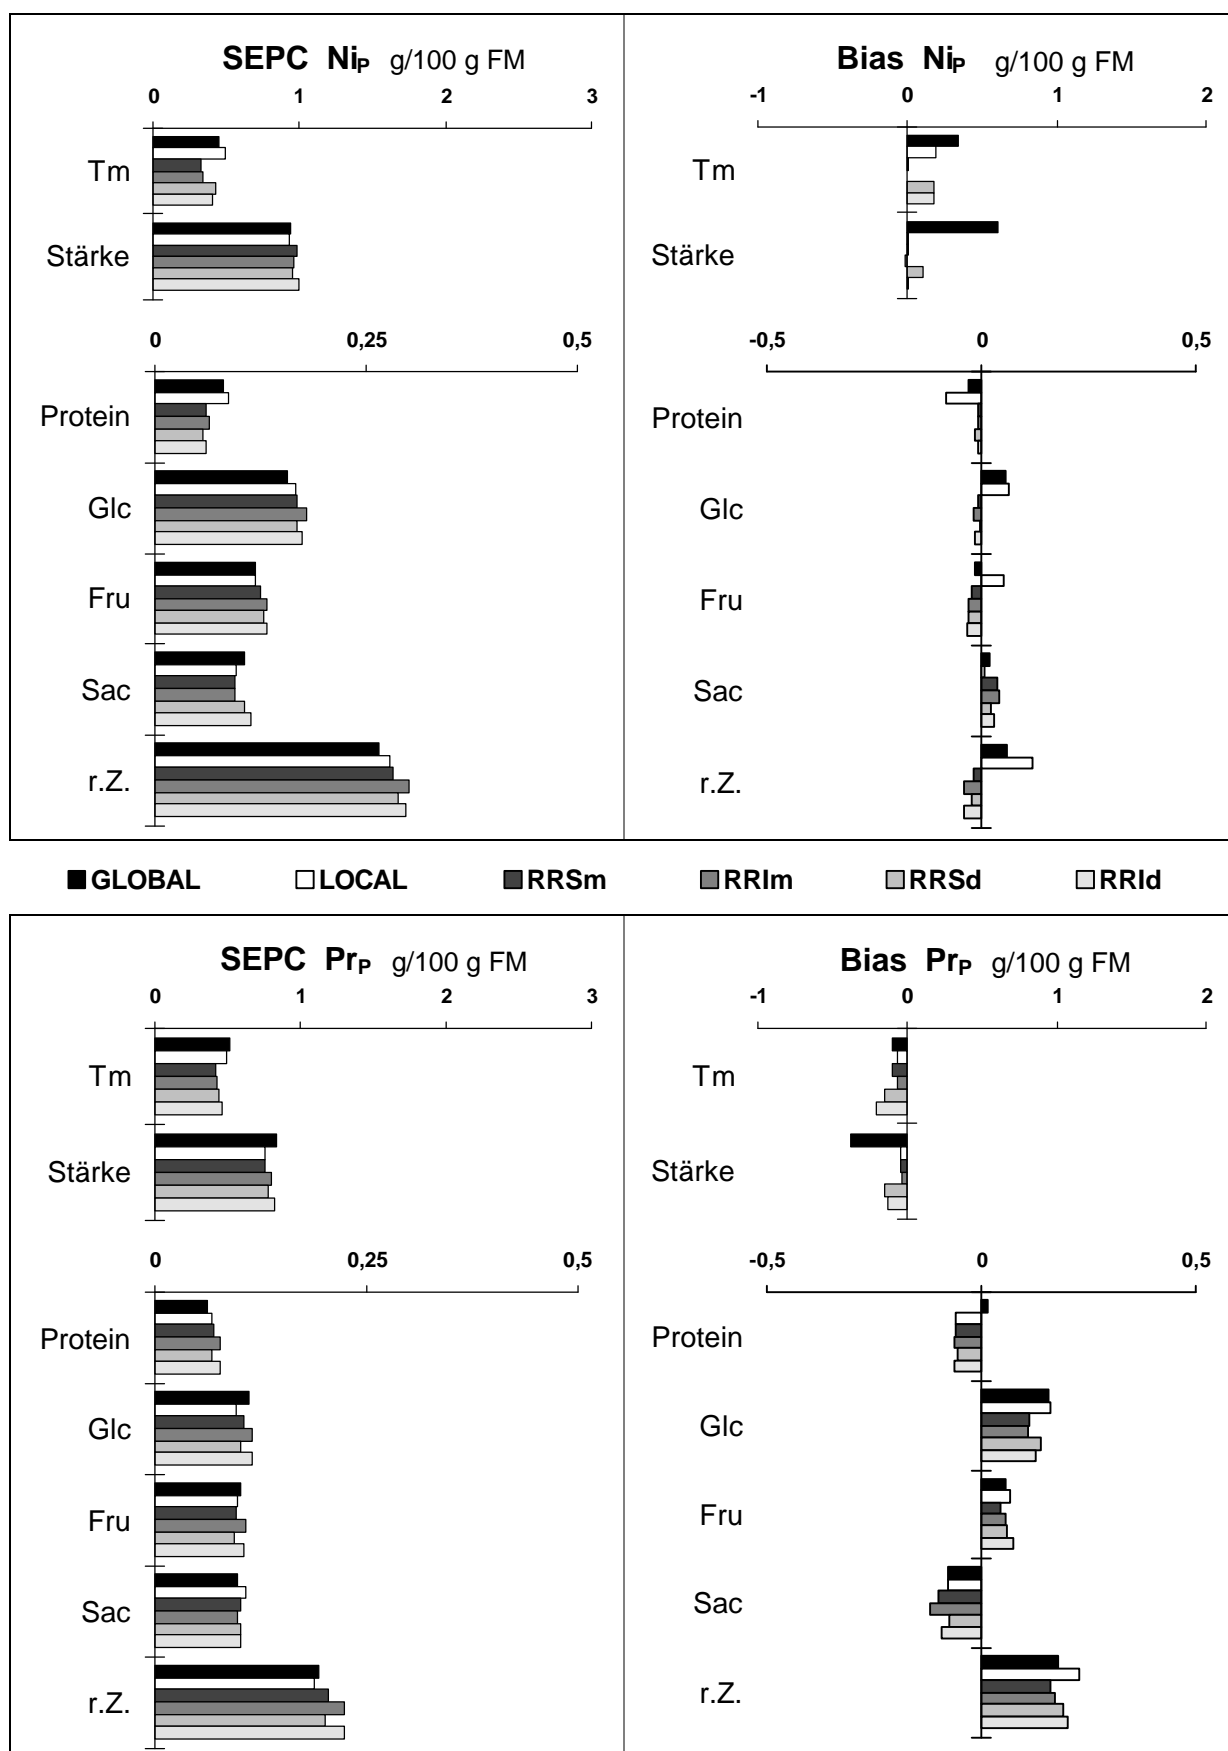 SEPC NiP g/100 g FM
0 1 2 3
Tm
Stärke
0 0,25 0,5
Protein
Glc
Fru
Sac
r.Z.
Bias NiP g/100 g FM
-1 0 1 2
Tm
Stärke
-0,5 0 0,5
Protein
Glc
Fru
Sac
r.Z.
GLOBAL LOCAL RRSm RRIm RRSd RRId
SEPC PrP g/100 g FM
0 1 2 3
Tm
Stärke
0 0,25 0,5
Protein
Glc
Fru
Sac
r.Z.
Bias PrP g/100 g FM
-1 0 1 2
Tm
Stärke
-0,5 0 0,5
Protein
Glc
Fru
Sac
r.Z.